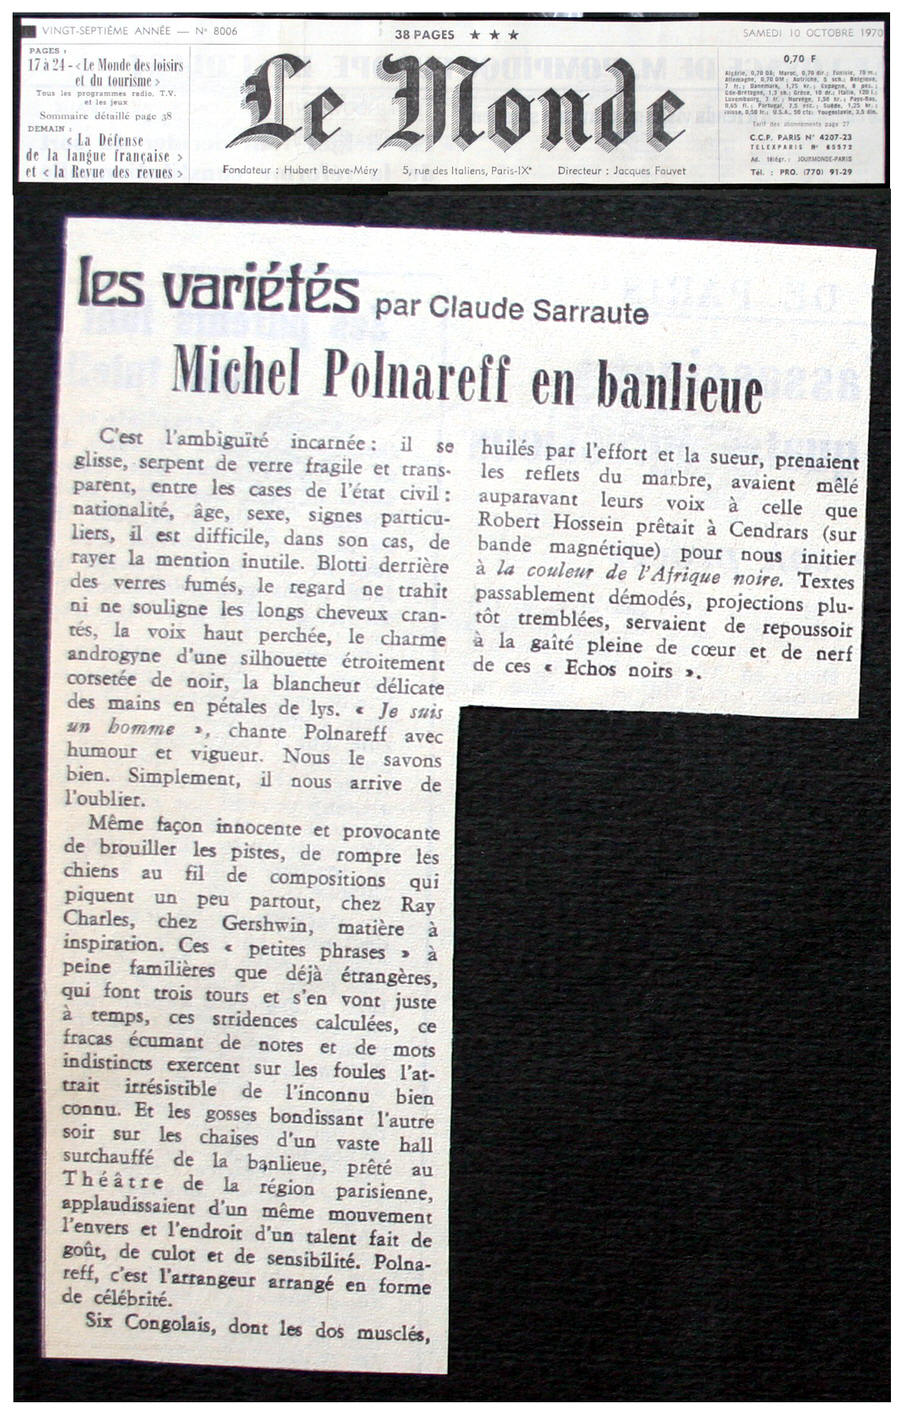 VINGT-SEPTIÈME ANNÉE — N° 8006
38 PAGES ★ ★ ★
SAMEDI 10 OCTOBRE 1970
PAGES :
17 à 24 - « Le Monde des loisirs
et du tourisme »
Tous les programmes radio. T.V.
et les jeux
Sommaire détaillé page 38
DEMAIN :
« La Défense
de la langue française »
et « la Revue des revues »
Le Monde
Fondateur : Hubert Beuve-Méry 5, rue des Italiens, Paris-IXe Directeur : Jacques Fauvet
0,70 F
Tarif des abonnements page 27
C.C.P. PARIS N° 4207-23
TELEXPARIS N° 65572
Ad. télégr. : JOURMONDE-PARIS
Tél. : PRO. (770) 91-29
les variétés par Claude Sarraute
Michel Polnareff en banlieue
C'est l'ambiguïté incarnée : il se
glisse, serpent de verre fragile et trans-
parent, entre les cases de l'état civil :
nationalité, âge, sexe, signes particu-
liers, il est difficile, dans son cas, de
rayer la mention inutile. Blotti derrière
des verres fumés, le regard ne trahit
ni ne souligne les longs cheveux cran-
tés, la voix haut perchée, le charme
androgyne d'une silhouette étroitement
corsetée de noir, la blancheur délicate
des mains en pétales de lys. « Je suis
un homme », chante Polnareff avec
humour et vigueur. Nous le savons
bien. Simplement, il nous arrive de
l'oublier.
Même façon innocente et provocante
de brouiller les pistes, de rompre les
chiens au fil de compositions qui
piquent un peu partout, chez Ray
Charles, chez Gershwin, matière à
inspiration. Ces « petites phrases » à
peine familières que déjà étrangères,
qui font trois tours et s'en vont juste
à temps, ces stridences calculées, ce
fracas écumant de notes et de mots
indistincts exercent sur les foules l'at-
trait irrésistible de l'inconnu bien
connu. Et les gosses bondissant l'autre
soir sur les chaises d'un vaste hall
surchauffé de la banlieue, prêté au
Théâtre de la région parisienne,
applaudissaient d'un même mouvement
l'envers et l'endroit d'un talent fait de
goût, de culot et de sensibilité. Polna-
reff, c'est l'arrangeur arrangé en forme
de célébrité.
Six Congolais, dont les dos musclés,
huilés par l'effort et la sueur, prenaient
les reflets du marbre, avaient mêlé
auparavant leurs voix à celle que
Robert Hossein prêtait à Cendrars (sur
bande magnétique) pour nous initier
à la couleur de l'Afrique noire. Textes
passablement démodés, projections plu-
tôt tremblées, servaient de repoussoir
à la gaîté pleine de cœur et de nerf
de ces « Echos noirs ».